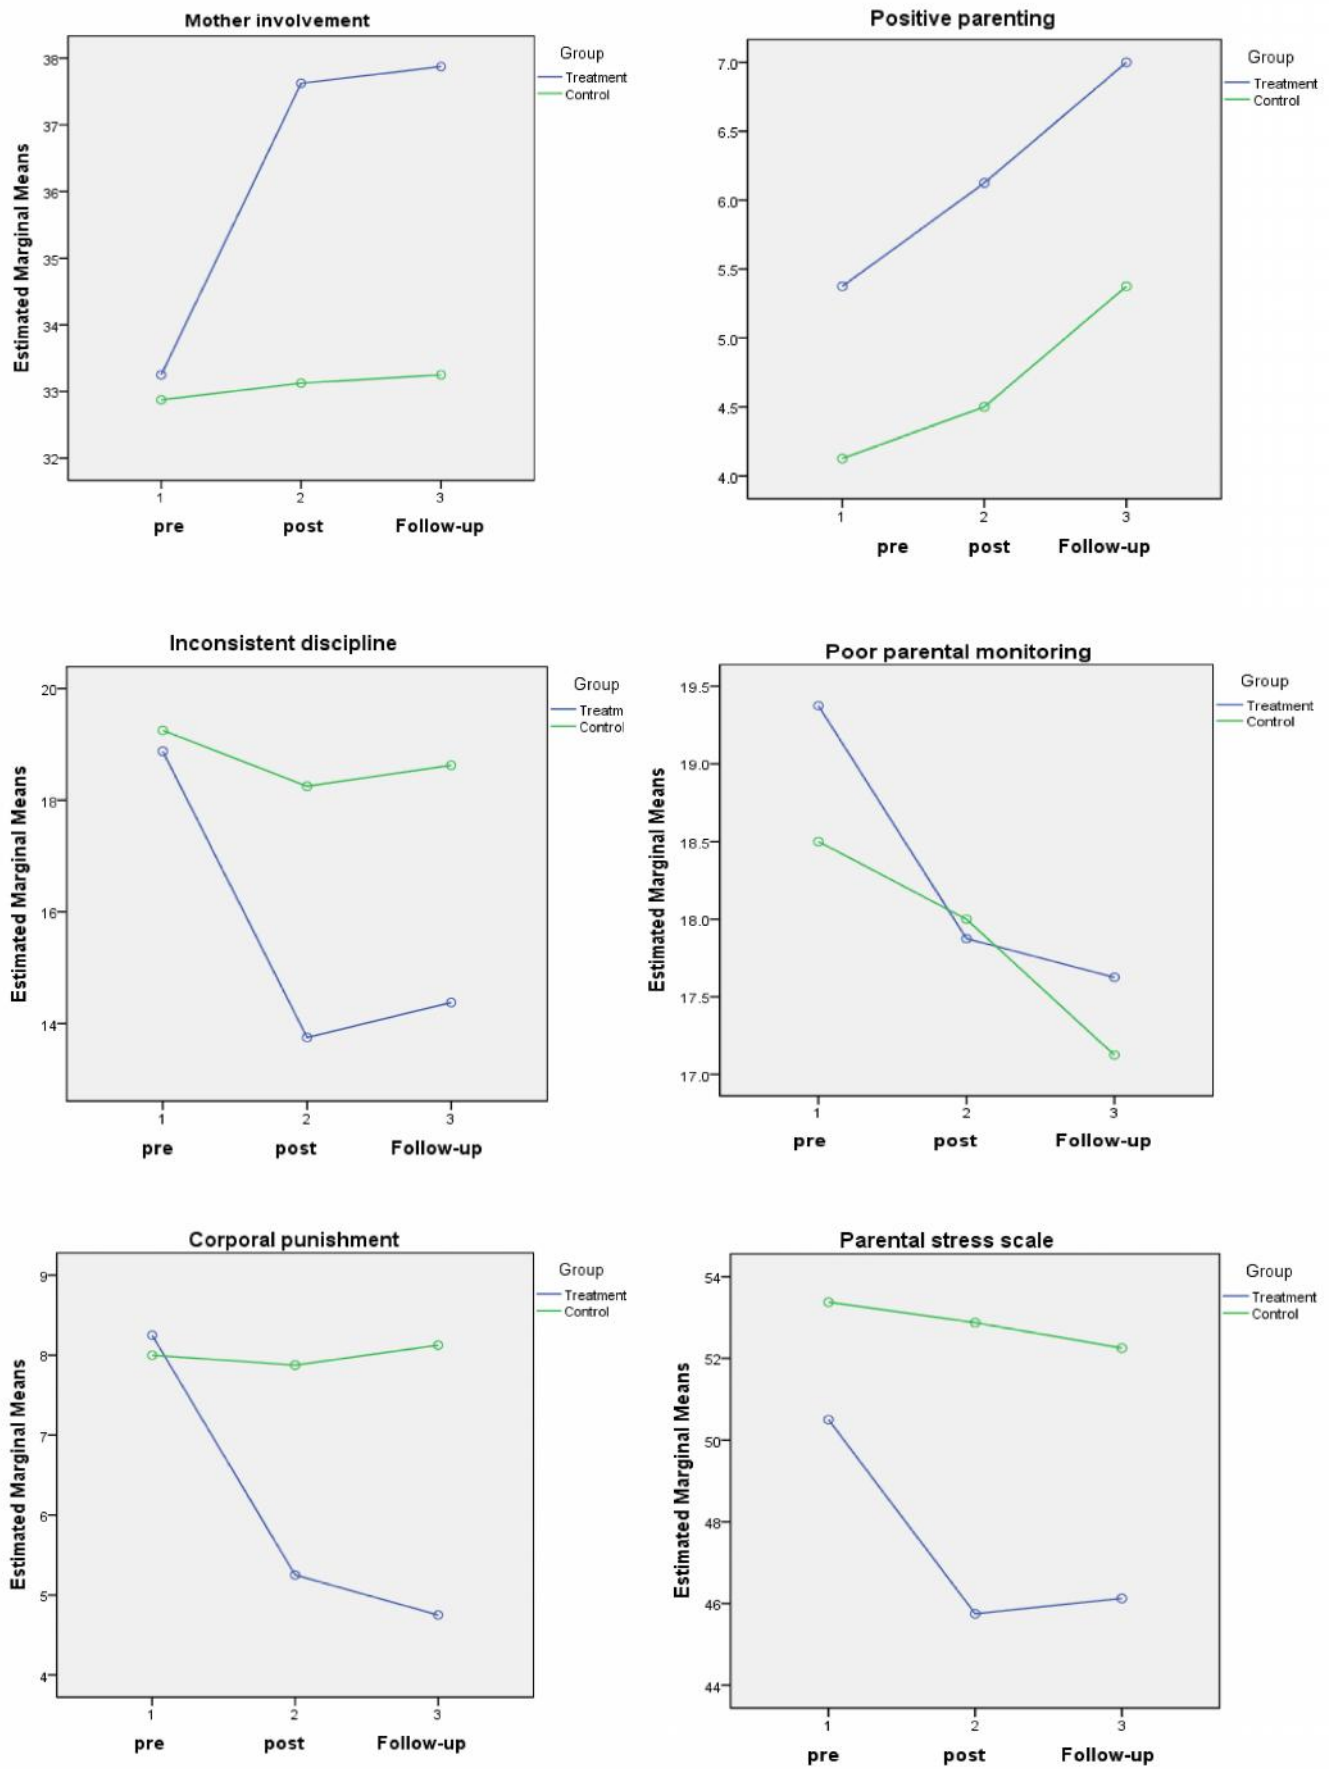 Mother involvement
Estimated Marginal Means
38
37
36
35
34
33
32
1 2 3
pre post Follow-up
Group
Treatment
Control
Positive parenting
Estimated Marginal Means
7.0
6.5
6.0
5.5
5.0
4.5
4.0
1 2 3
pre post Follow-up
Group
Treatment
Control
Inconsistent discipline
Estimated Marginal Means
20
18
16
14
1 2 3
pre post Follow-up
Group
Treatm
Control
Poor parental monitoring
Estimated Marginal Means
19.5
19.0
18.5
18.0
17.5
17.0
1 2 3
pre post Follow-up
Group
Treatment
Control
Corporal punishment
Estimated Marginal Means
9
8
7
6
5
4
1 2 3
pre post Follow-up
Group
Treatment
Control
Parental stress scale
Estimated Marginal Means
54
52
50
48
46
44
1 2 3
pre post Follow-up
Group
Treatment
Control